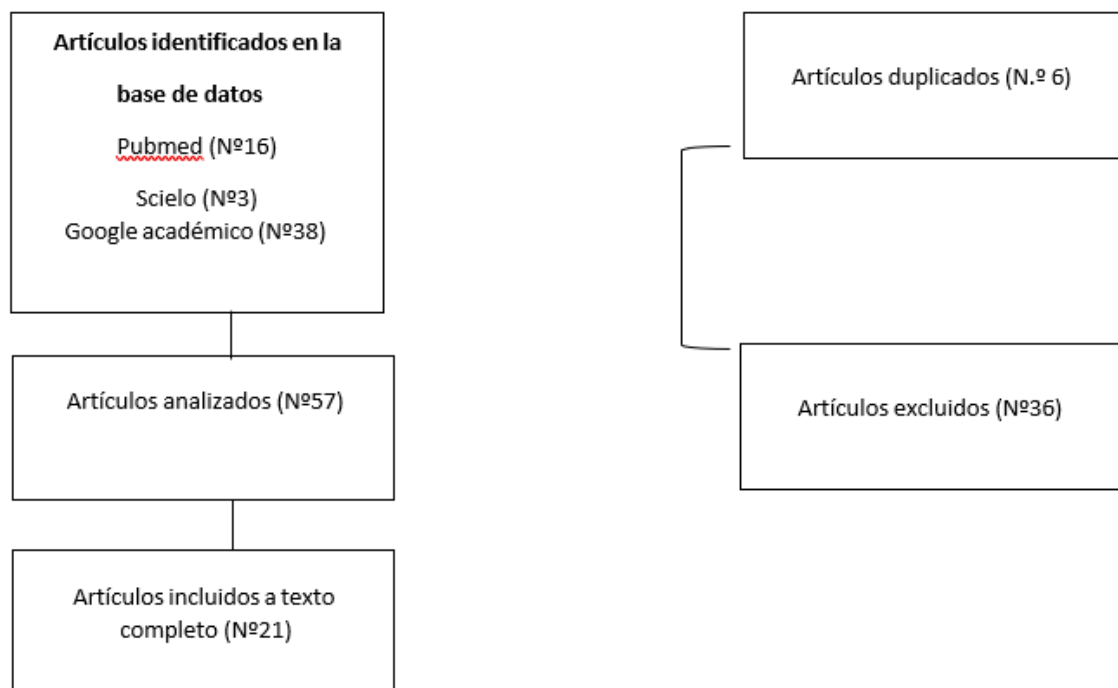 Artículos identificados en la
base de datos
Pubmed (Nº16)
Scielo (Nº3)
Google académico (Nº38)
Artículos analizados (Nº57)
Artículos incluidos a texto
completo (Nº21)
Artículos duplicados (N.º 6)
Artículos excluidos (Nº36)